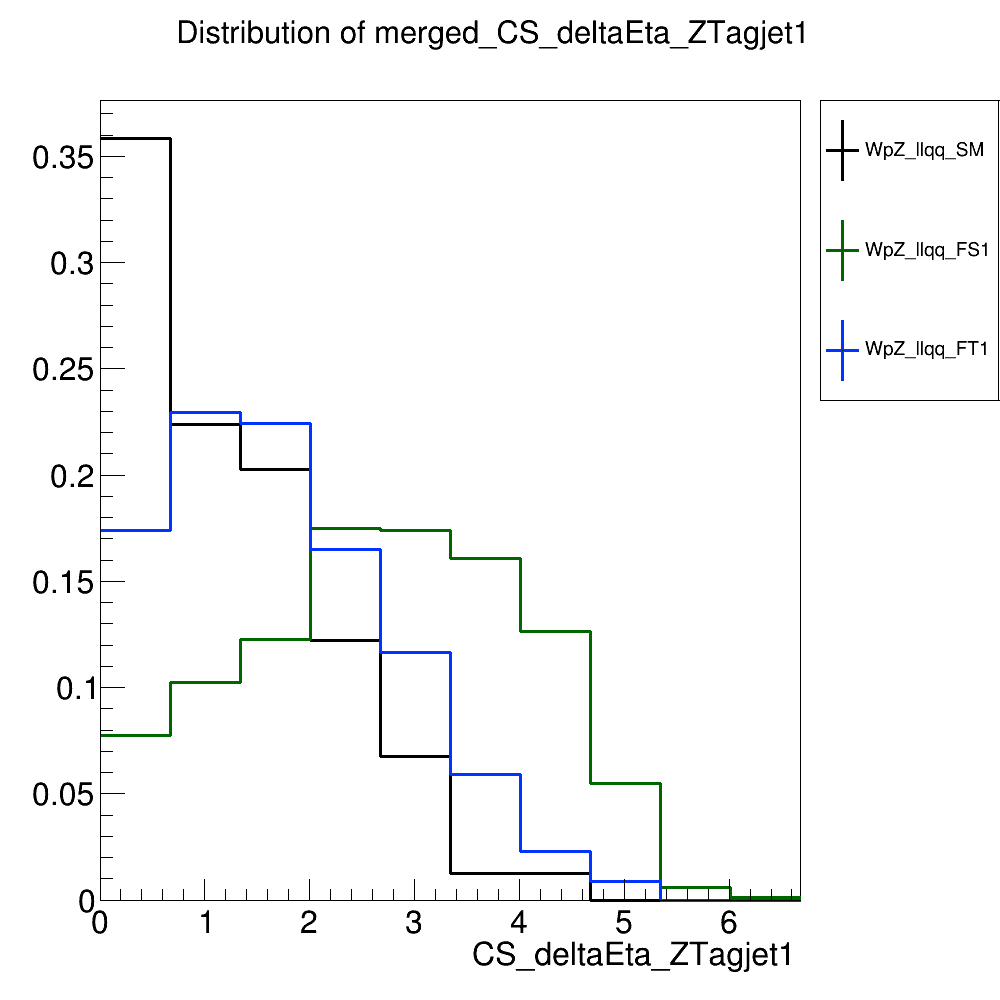 Distribution of merged_CS_deltaEta_ZTagjet1
0.35
0.3
0.25
0.2
0.15
0.1
0.05
0
0 1 2 3 4 5 6
CS_deltaEta_ZTagjet1
WpZ_llqq_SM
WpZ_llqq_FS1
WpZ_llqq_FT1